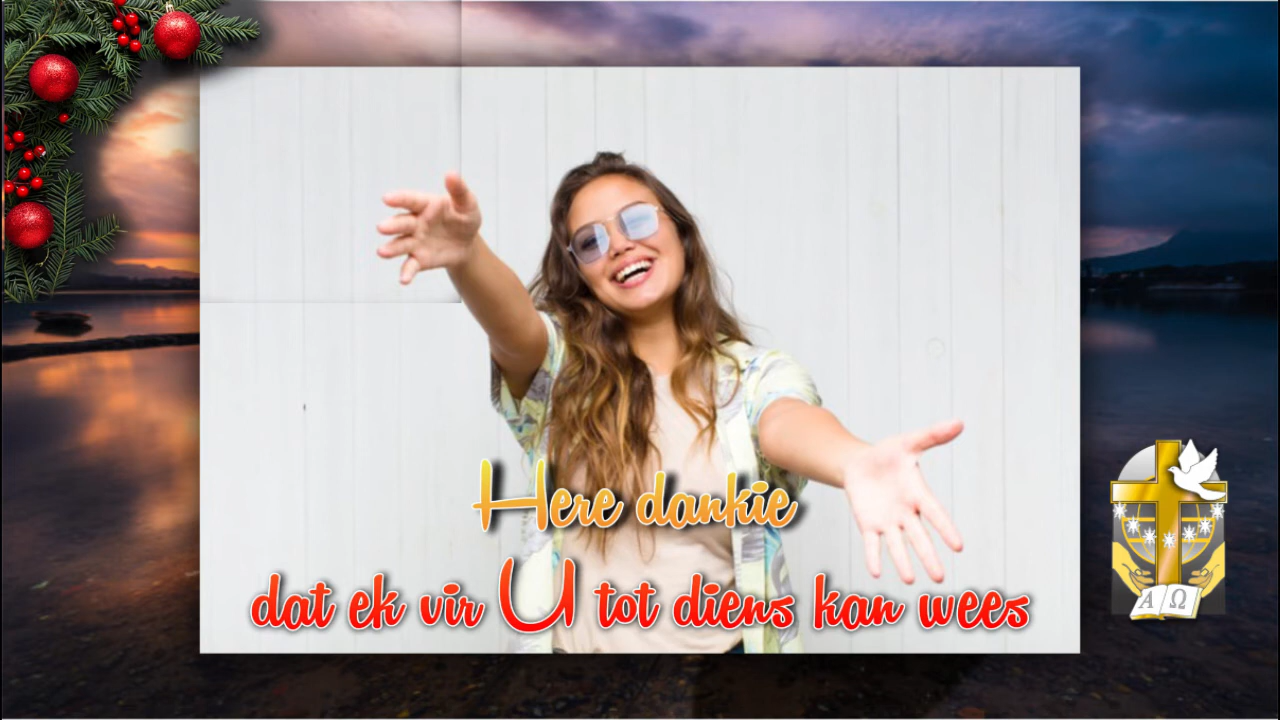 Here dankie
dat ek vir U tot diens kan wees
A Ω